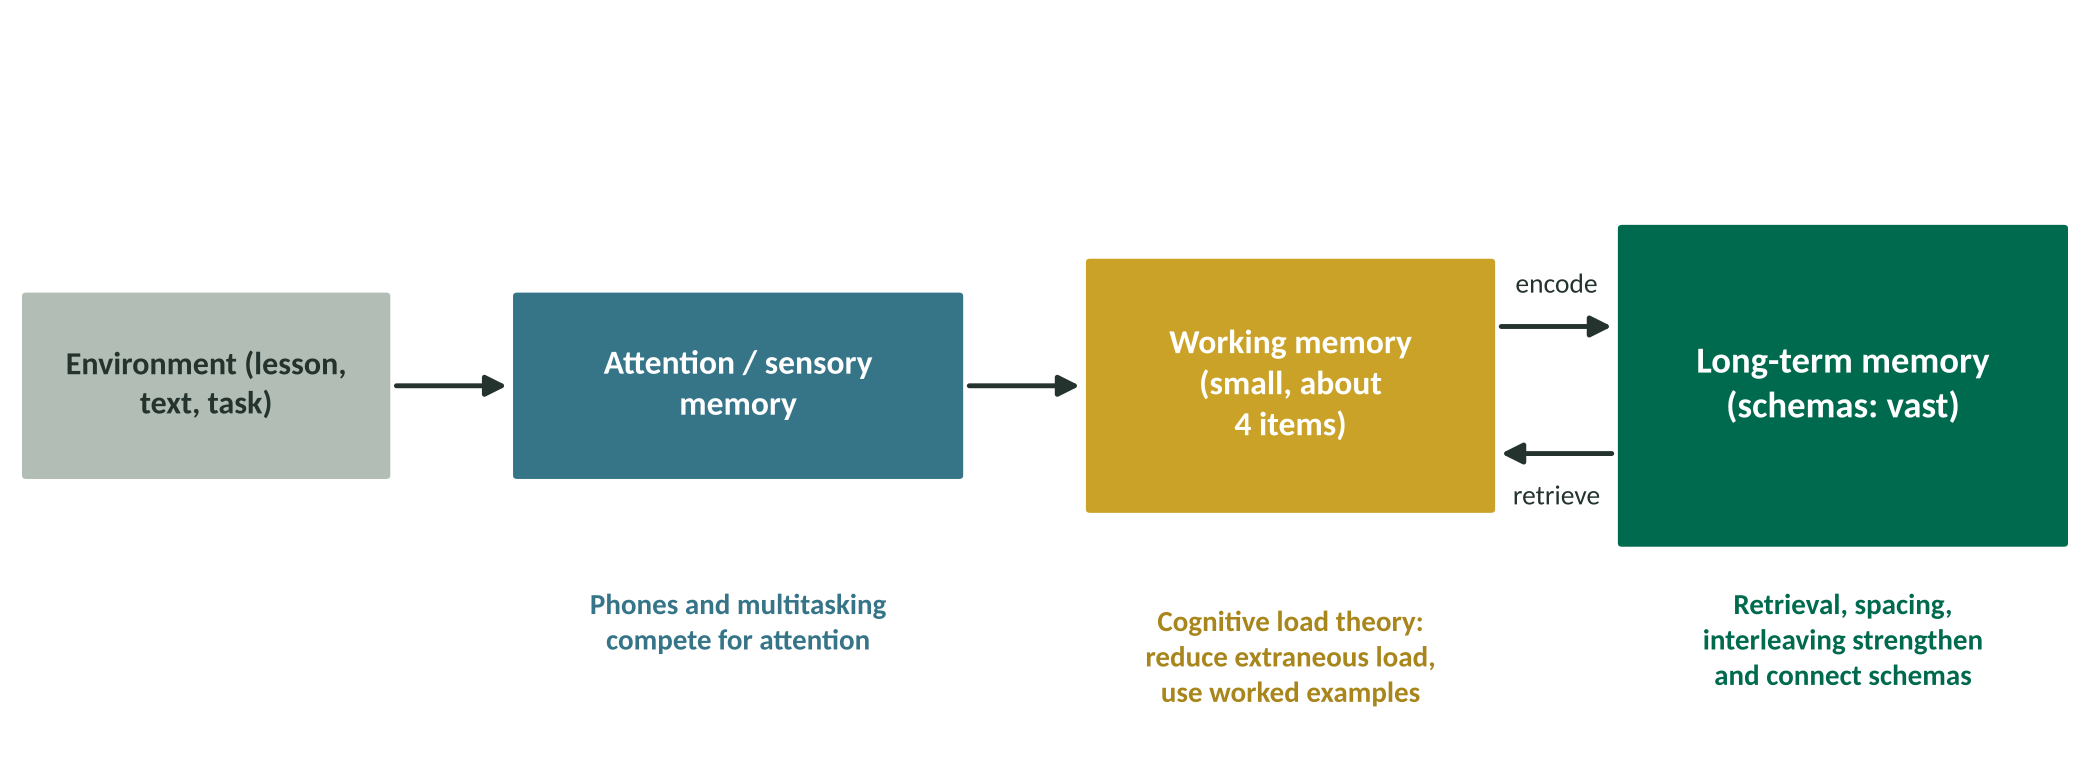 Environment (lesson,
text, task)
Attention / sensory
memory
Working memory
(small, about
4 items)
encode
retrieve
Long-term memory
(schemas: vast)
Phones and multitasking
compete for attention
Cognitive load theory:
reduce extraneous load,
use worked examples
Retrieval, spacing,
interleaving strengthen
and connect schemas